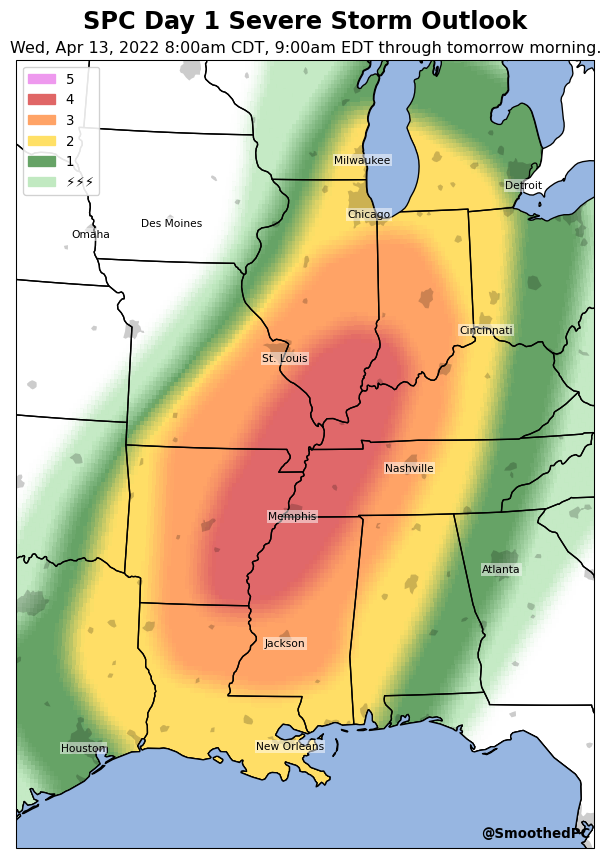 SPC Day 1 Severe Storm Outlook
Wed, Apr 13, 2022 8:00am CDT, 9:00am EDT through tomorrow morning.
5
4
3
2
1
⚡⚡⚡
Milwaukee
Detroit
Chicago
Des Moines
Omaha
Cincinnati
St. Louis
Nashville
Memphis
Atlanta
Jackson
Houston
New Orleans
@SmoothedPC